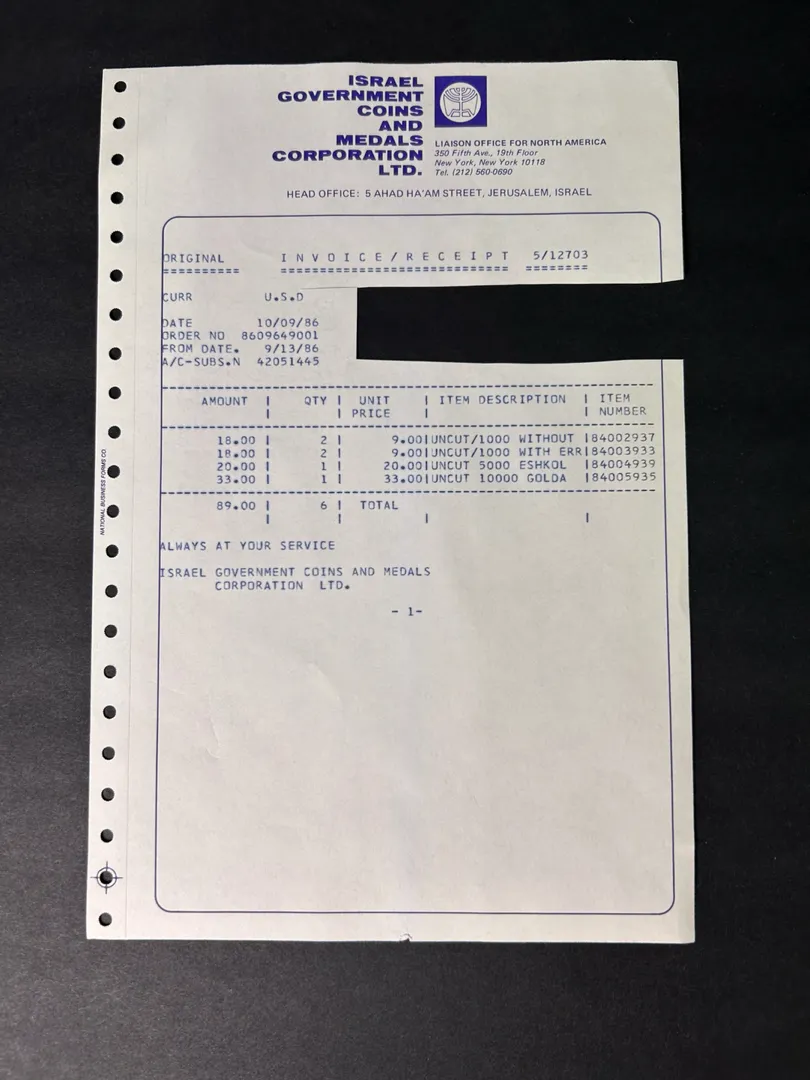 ISRAEL
GOVERNMENT
COINS
AND
MEDALS
CORPORATION
LTD.
LIAISON OFFICE FOR NORTH AMERICA
350 Fifth Ave., 19th Floor
New York, New York 10118
Tel. (212) 560-0690
HEAD OFFICE: 5 AHAD HA'AM STREET, JERUSALEM, ISRAEL
ORIGINAL I N V O I C E / R E C E I P T 5/12703
========== ============================= ========
CURR U.S.D
DATE 10/09/86
ORDER NO 8609649001
FROM DATE. 9/13/86
A/C-SUBS.N 42051445
AMOUNT | QTY | UNIT | ITEM DESCRIPTION | ITEM
| | PRICE | | NUMBER
18.00 | 2 | 9.00|UNCUT/1000 WITHOUT |84002937
18.00 | 2 | 9.00|UNCUT/1000 WITH ERR|84003933
20.00 | 1 | 20.00|UNCUT 5000 ESHKOL |84004939
33.00 | 1 | 33.00|UNCUT 10000 GOLDA |84005935
89.00 | 6 | TOTAL
| | | |
ALWAYS AT YOUR SERVICE
ISRAEL GOVERNMENT COINS AND MEDALS
CORPORATION LTD.
- 1-
NATIONAL BUSINESS FORMS CO